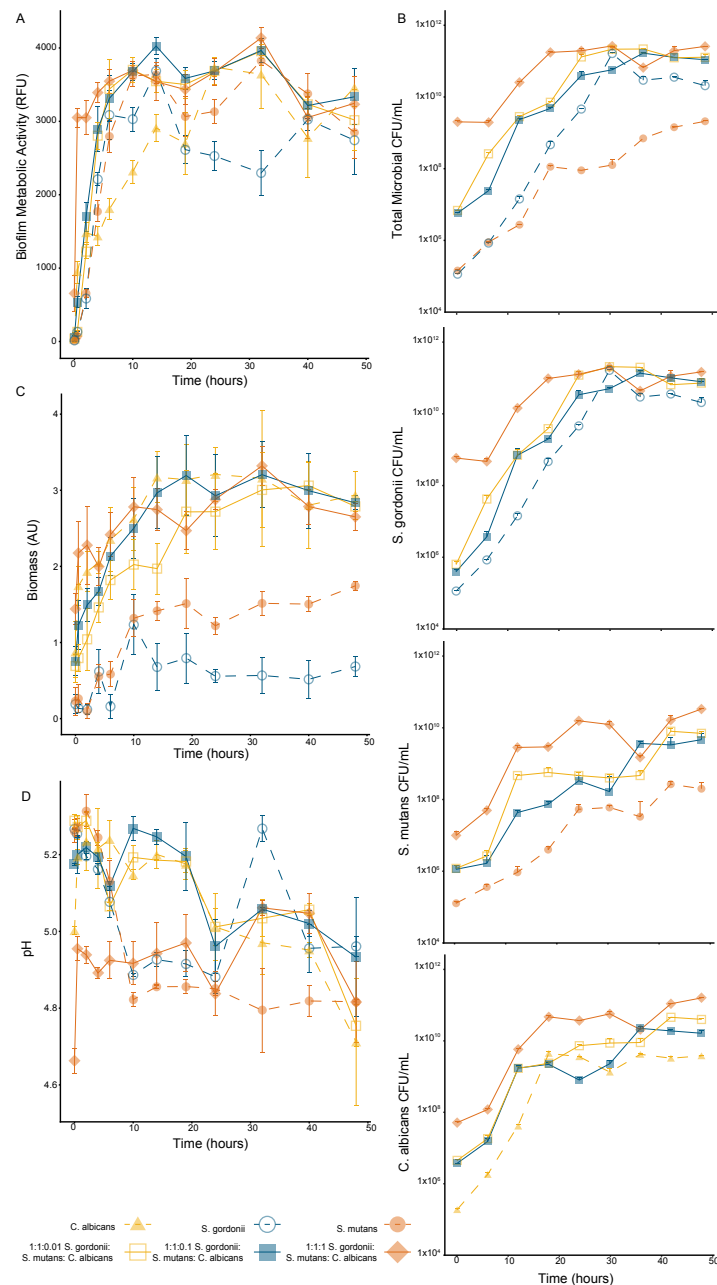 A
Biofilm Metabolic Activity (RFU)
4000
3000
2000
1000
0
0
10
20
30
40
50
Time (hours)
B
Total Microbial CFU/mL
1x10¹²
1x10¹⁰
1x10⁸
1x10⁶
1x10⁴
S. gordonii CFU/mL
1x10¹²
1x10¹⁰
1x10⁸
1x10⁶
1x10⁴
S. mutans CFU/mL
1x10¹²
1x10¹⁰
1x10⁸
1x10⁶
1x10⁴
C. albicans CFU/mL
1x10¹²
1x10¹⁰
1x10⁸
1x10⁶
1x10⁴
0
10
20
30
40
50
Time (hours)
C
Biomass (AU)
4
3
2
1
0
0
10
20
30
40
50
Time (hours)
D
pH
5.2
5.0
4.8
4.6
0
10
20
30
40
50
Time (hours)
C. albicans
S. gordonii
S. mutans
1:1:0.01 S. gordonii:
S. mutans: C. albicans
1:1:0.1 S. gordonii:
S. mutans: C. albicans
1:1:1 S. gordonii:
S. mutans: C. albicans